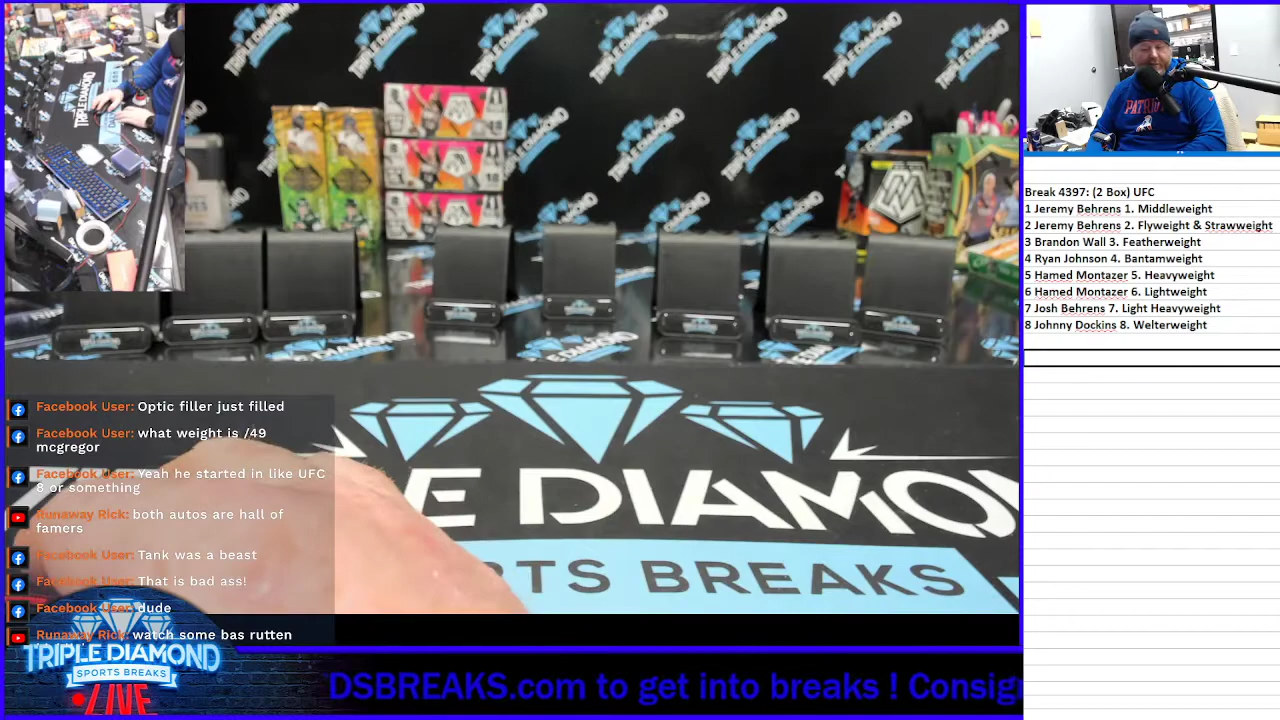 Break 4397: (2 Box) UFC
1 Jeremy Behrens 1. Middleweight
2 Jeremy Behrens 2. Flyweight & Strawweight
3 Brandon Wall 3. Featherweight
4 Ryan Johnson 4. Bantamweight
5 Hamed Montazer 5. Heavyweight
6 Hamed Montazer 6. Lightweight
7 Josh Behrens 7. Light Heavyweight
8 Johnny Dockins 8. Welterweight
Facebook User: Optic filler just filled
Facebook User: what weight is /49
mcgregor
Facebook User: Yeah he started in like UFC
8 or something
Runaway Rick: both autos are hall of
famers
Facebook User: Tank was a beast
Facebook User: That is bad ass!
Facebook User: dude
Runaway Rick: watch some bas rutten
E DIAMO
TS BREAKS
TRIPLE DIAMOND
SPORTS BREAKS
LIVE
DSBREAKS.com to get into breaks ! Consig